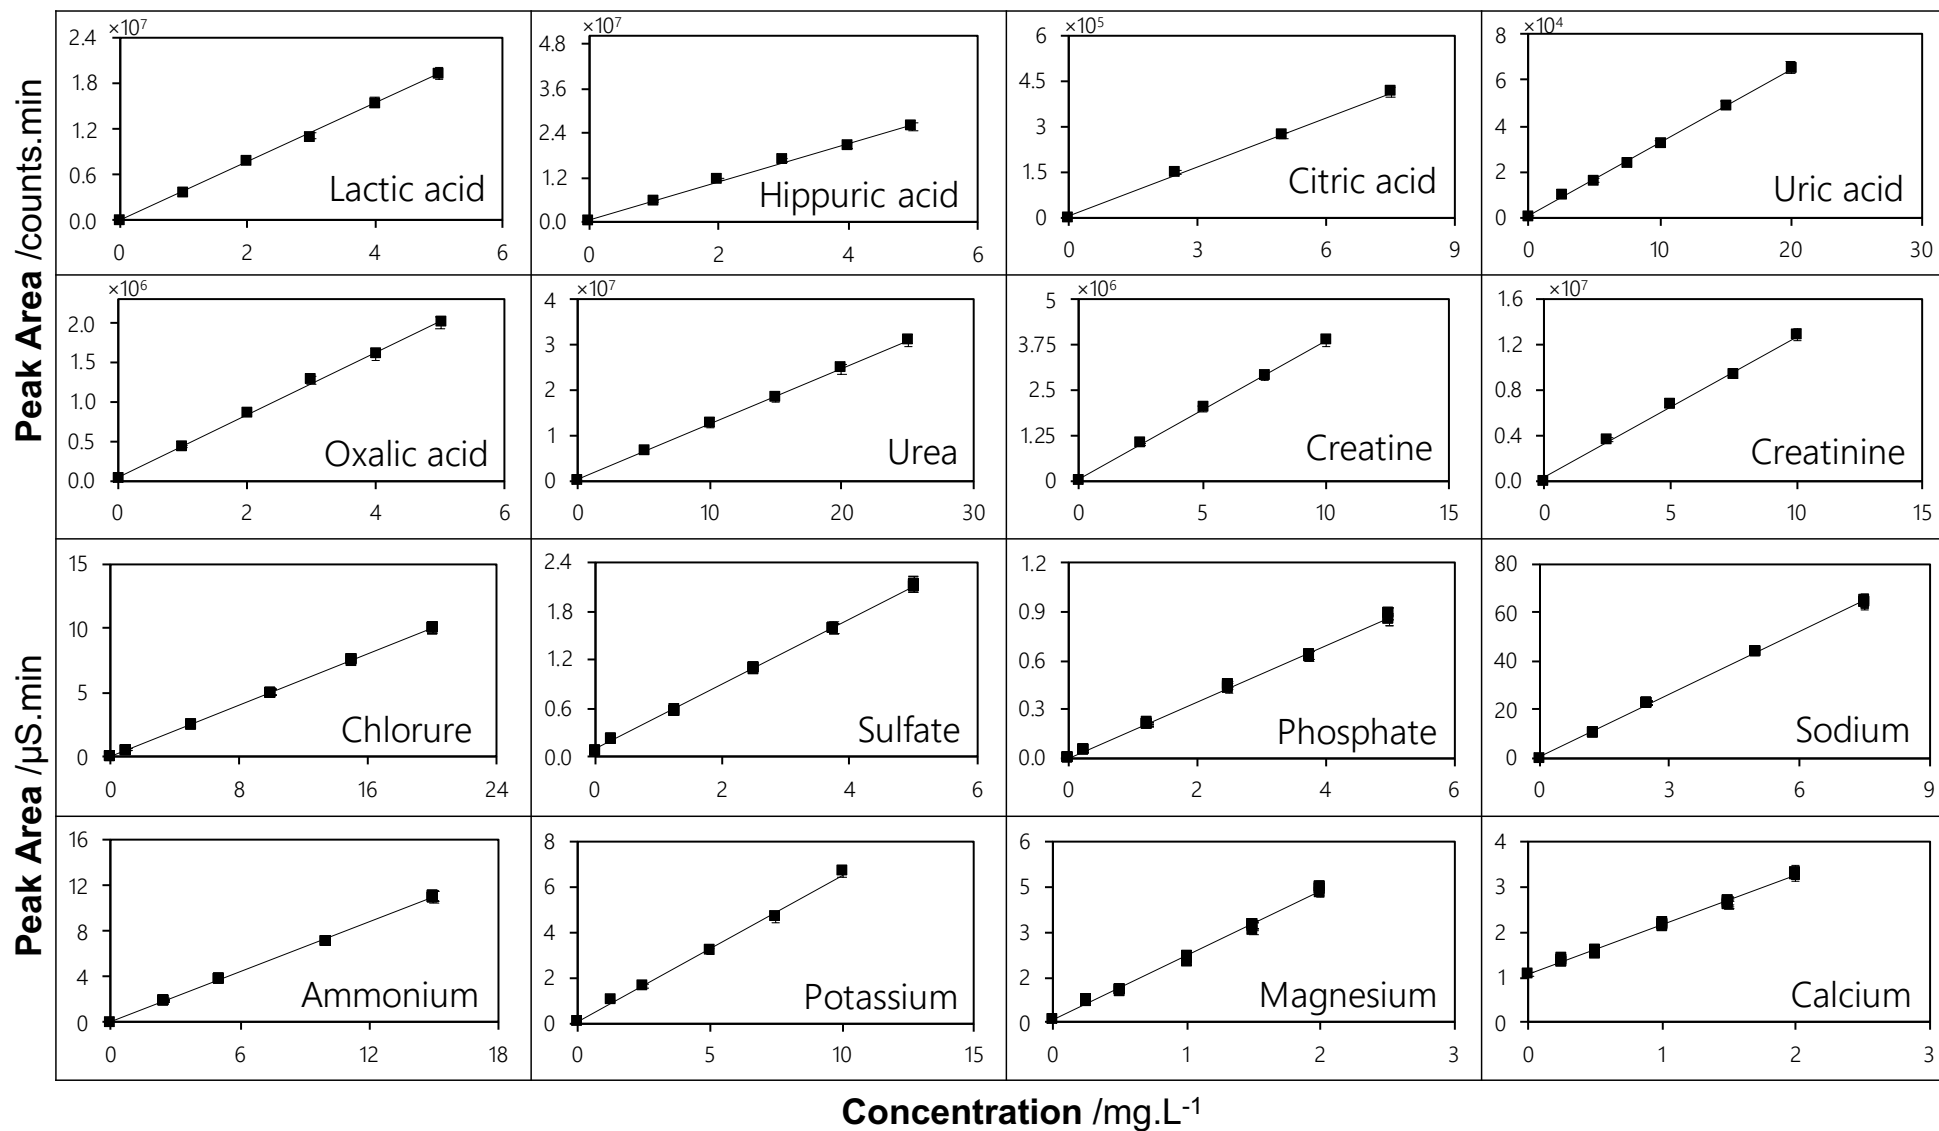 Peak Area /counts.min
Peak Area /µS.min
×10⁷
2.4
1.8
1.2
0.6
0.0
0 2 4 6
Lactic acid
×10⁷
4.8
3.6
2.4
1.2
0.0
0 2 4 6
Hippuric acid
×10⁵
6
4.5
3
1.5
0
0 3 6 9
Citric acid
×10⁴
8
6
4
2
0
0 10 20 30
Uric acid
×10⁶
2.0
1.5
1.0
0.5
0.0
0 2 4 6
Oxalic acid
×10⁷
4
3
2
1
0
0 10 20 30
Urea
×10⁶
5
3.75
2.5
1.25
0
0 5 10 15
Creatine
×10⁷
1.6
1.2
0.8
0.4
0.0
0 5 10 15
Creatinine
15
10
5
0
0 8 16 24
Chlorure
2.4
1.8
1.2
0.6
0.0
0 2 4 6
Sulfate
1.2
0.9
0.6
0.3
0.0
0 2 4 6
Phosphate
80
60
40
20
0
0 3 6 9
Sodium
16
12
8
4
0
0 6 12 18
Ammonium
8
6
4
2
0
0 5 10 15
Potassium
6
5
3
2
0
0 1 2 3
Magnesium
4
3
2
1
0
0 1 2 3
Calcium
Concentration /mg.L⁻¹